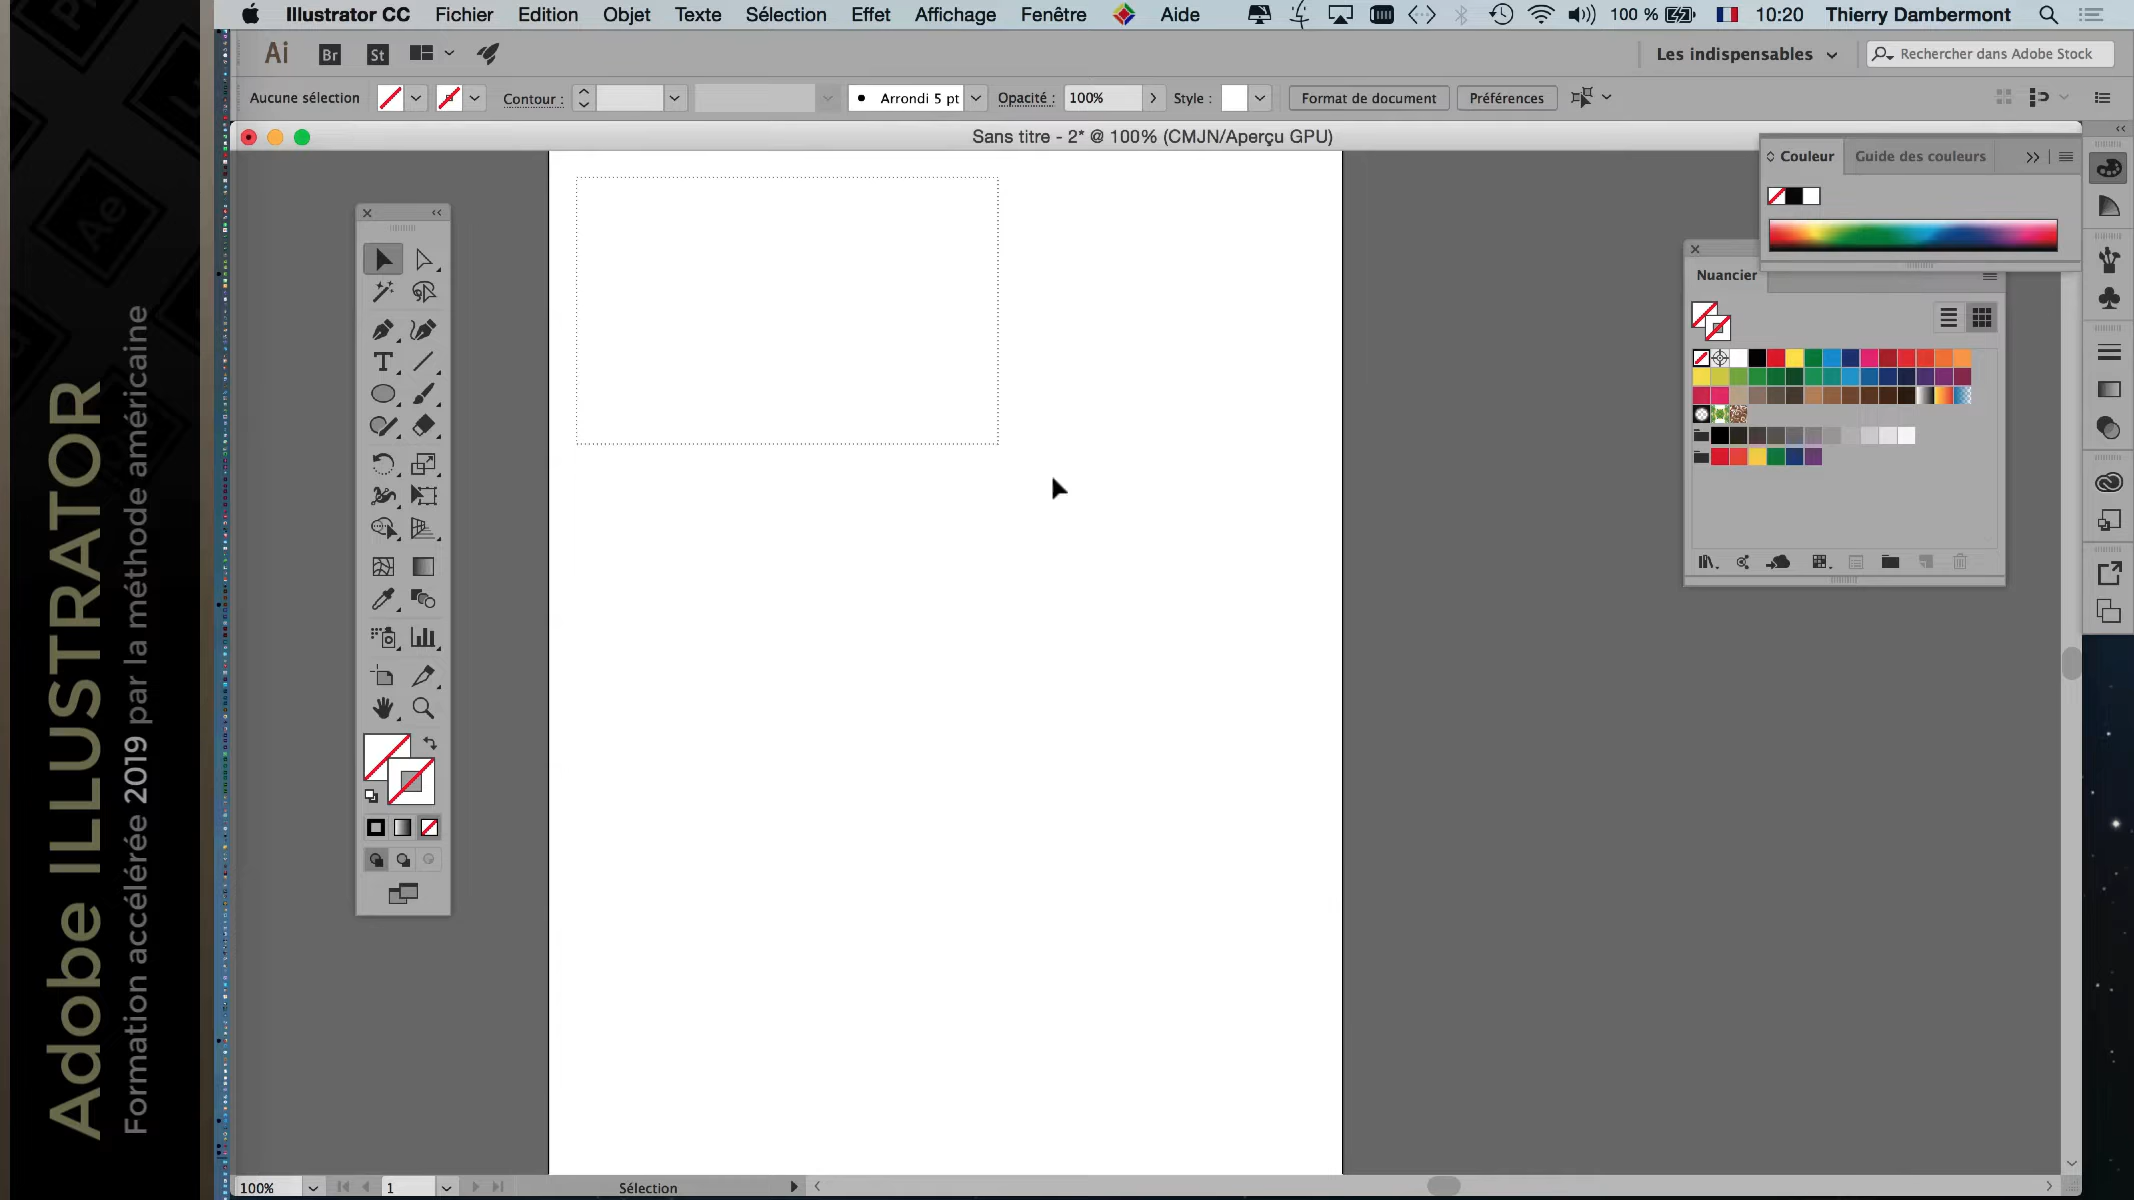 Illustrator CC Fichier Edition Objet Texte Sélection Effet Affichage Fenêtre Aide 100 % 10:20 Thierry Dambermont
Ai Br St Les indispensables Rechercher dans Adobe Stock
Aucune sélection Contour : Arrondi 5 pt Opacité : 100% Style : Format de document Préférences
Sans titre - 2* @ 100% (CMJN/Aperçu GPU)
Couleur Guide des couleurs
Nuancier
100% 1 Sélection
Adobe ILLUSTRATOR
Formation accélérée 2019 par la méthode américaine
Ae